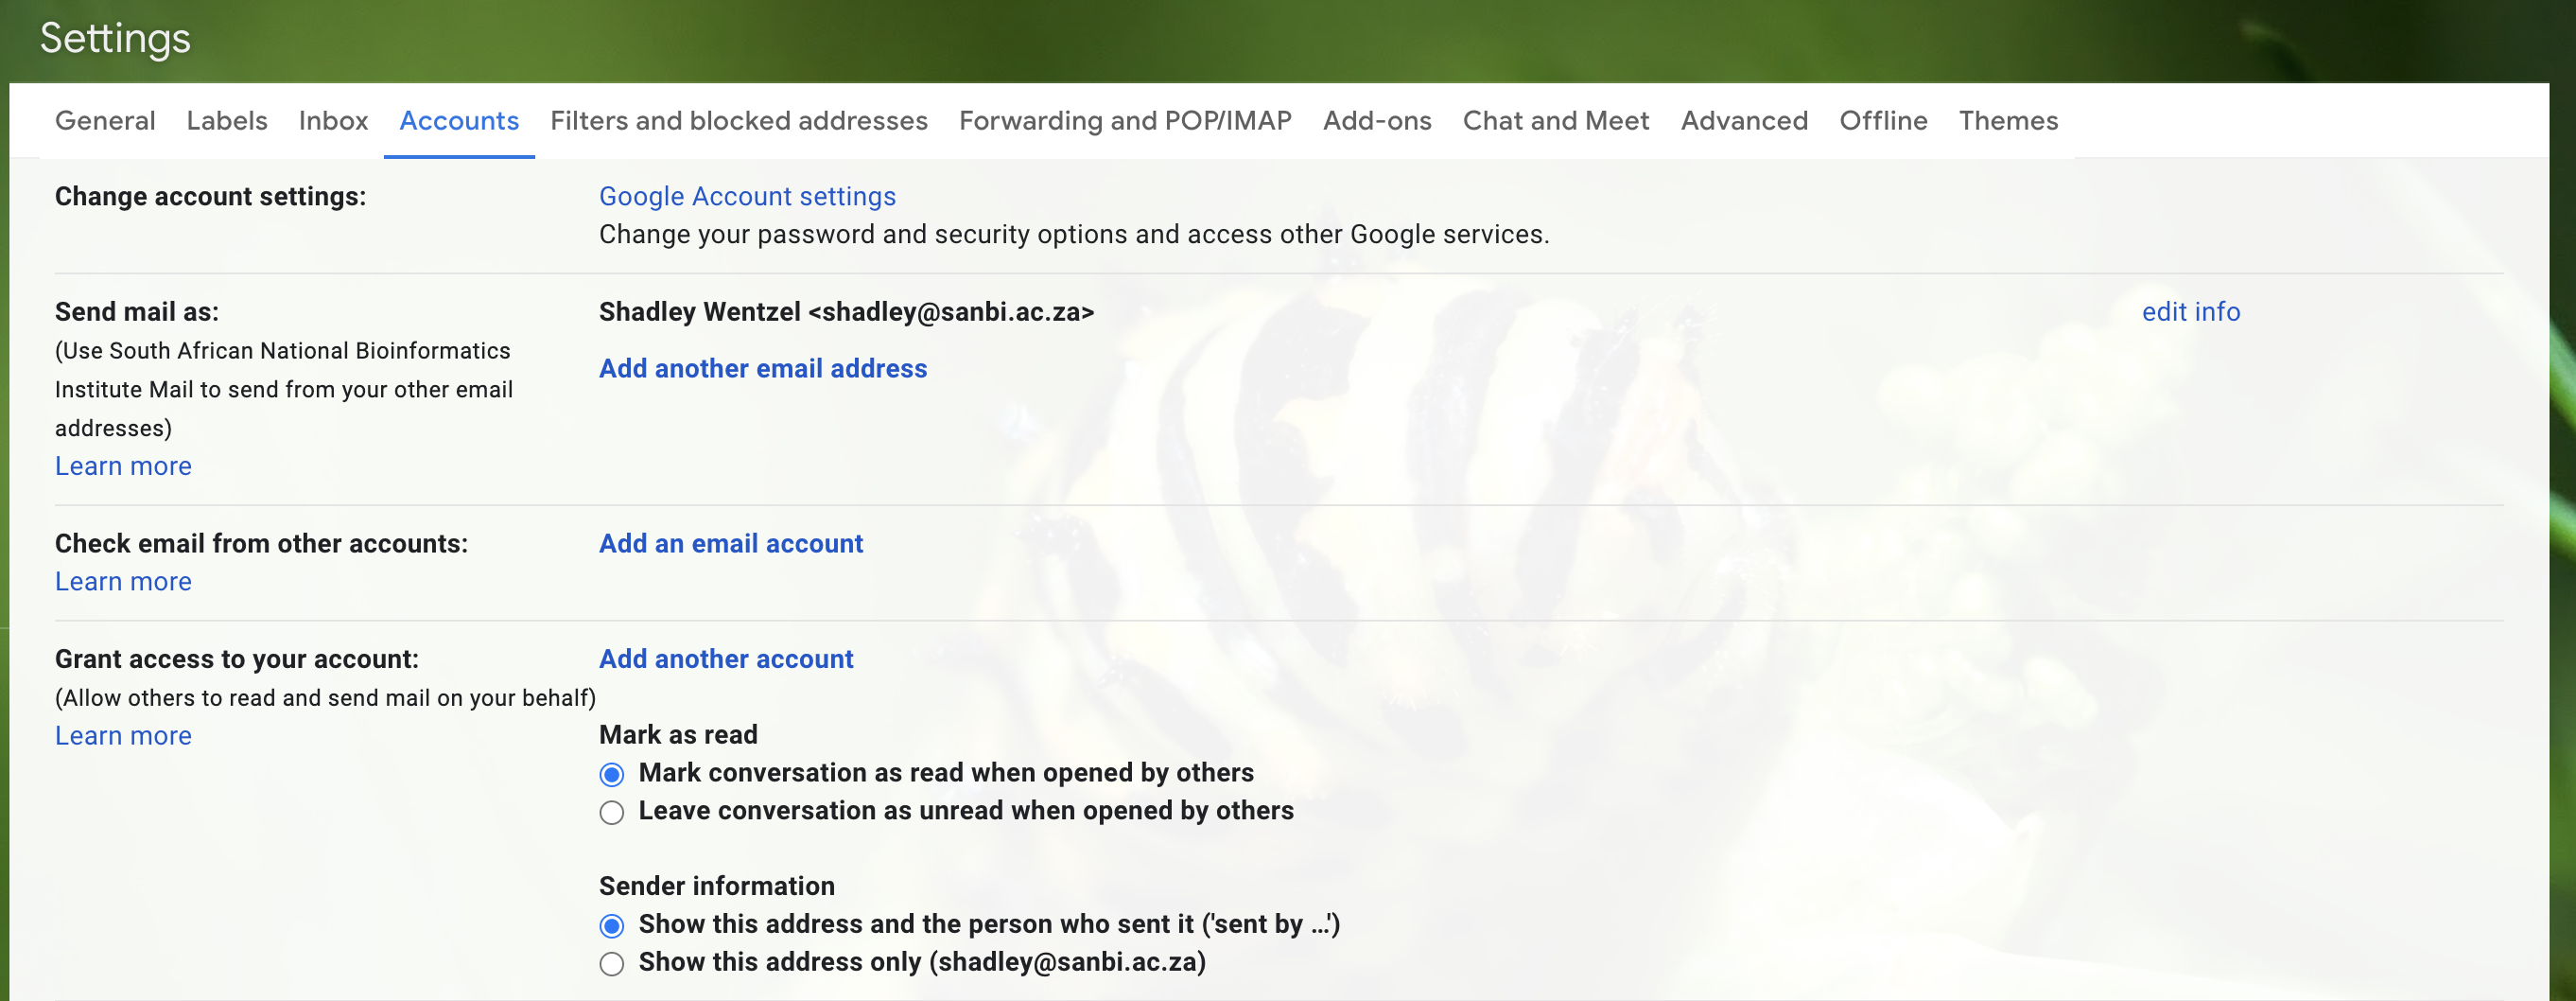 Settings
General Labels Inbox Accounts Filters and blocked addresses Forwarding and POP/IMAP Add-ons Chat and Meet Advanced Offline Themes
Change account settings: Google Account settings
Change your password and security options and access other Google services.
Send mail as: Shadley Wentzel <shadley@sanbi.ac.za> edit info
(Use South African National Bioinformatics
Institute Mail to send from your other email
addresses)
Learn more
Add another email address
Check email from other accounts: Add an email account
Learn more
Grant access to your account: Add another account
(Allow others to read and send mail on your behalf)
Learn more
Mark as read
Mark conversation as read when opened by others
Leave conversation as unread when opened by others
Sender information
Show this address and the person who sent it ('sent by ...')
Show this address only (shadley@sanbi.ac.za)